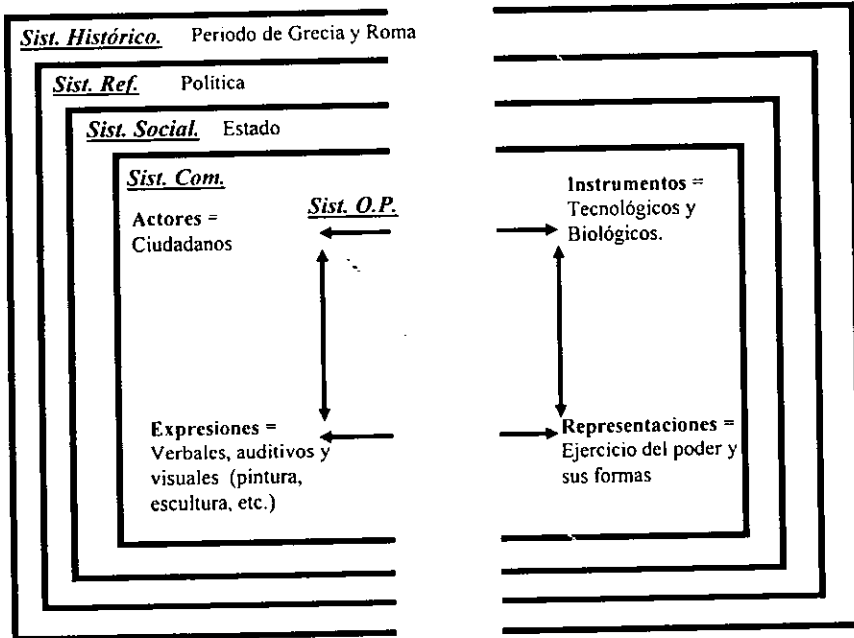 Sist. Histórico. Periodo de Grecia y Roma
Sist. Ref. Politica
Sist. Social. Estado
Sist. Com.
Sist. O.P.
Actores =
Ciudadanos
Instrumentos =
Tecnológicos y
Biológicos.
Expresiones =
Verbales, auditivos y
visuales (pintura,
escultura, etc.)
Representaciones =
Ejercicio del poder y
sus formas